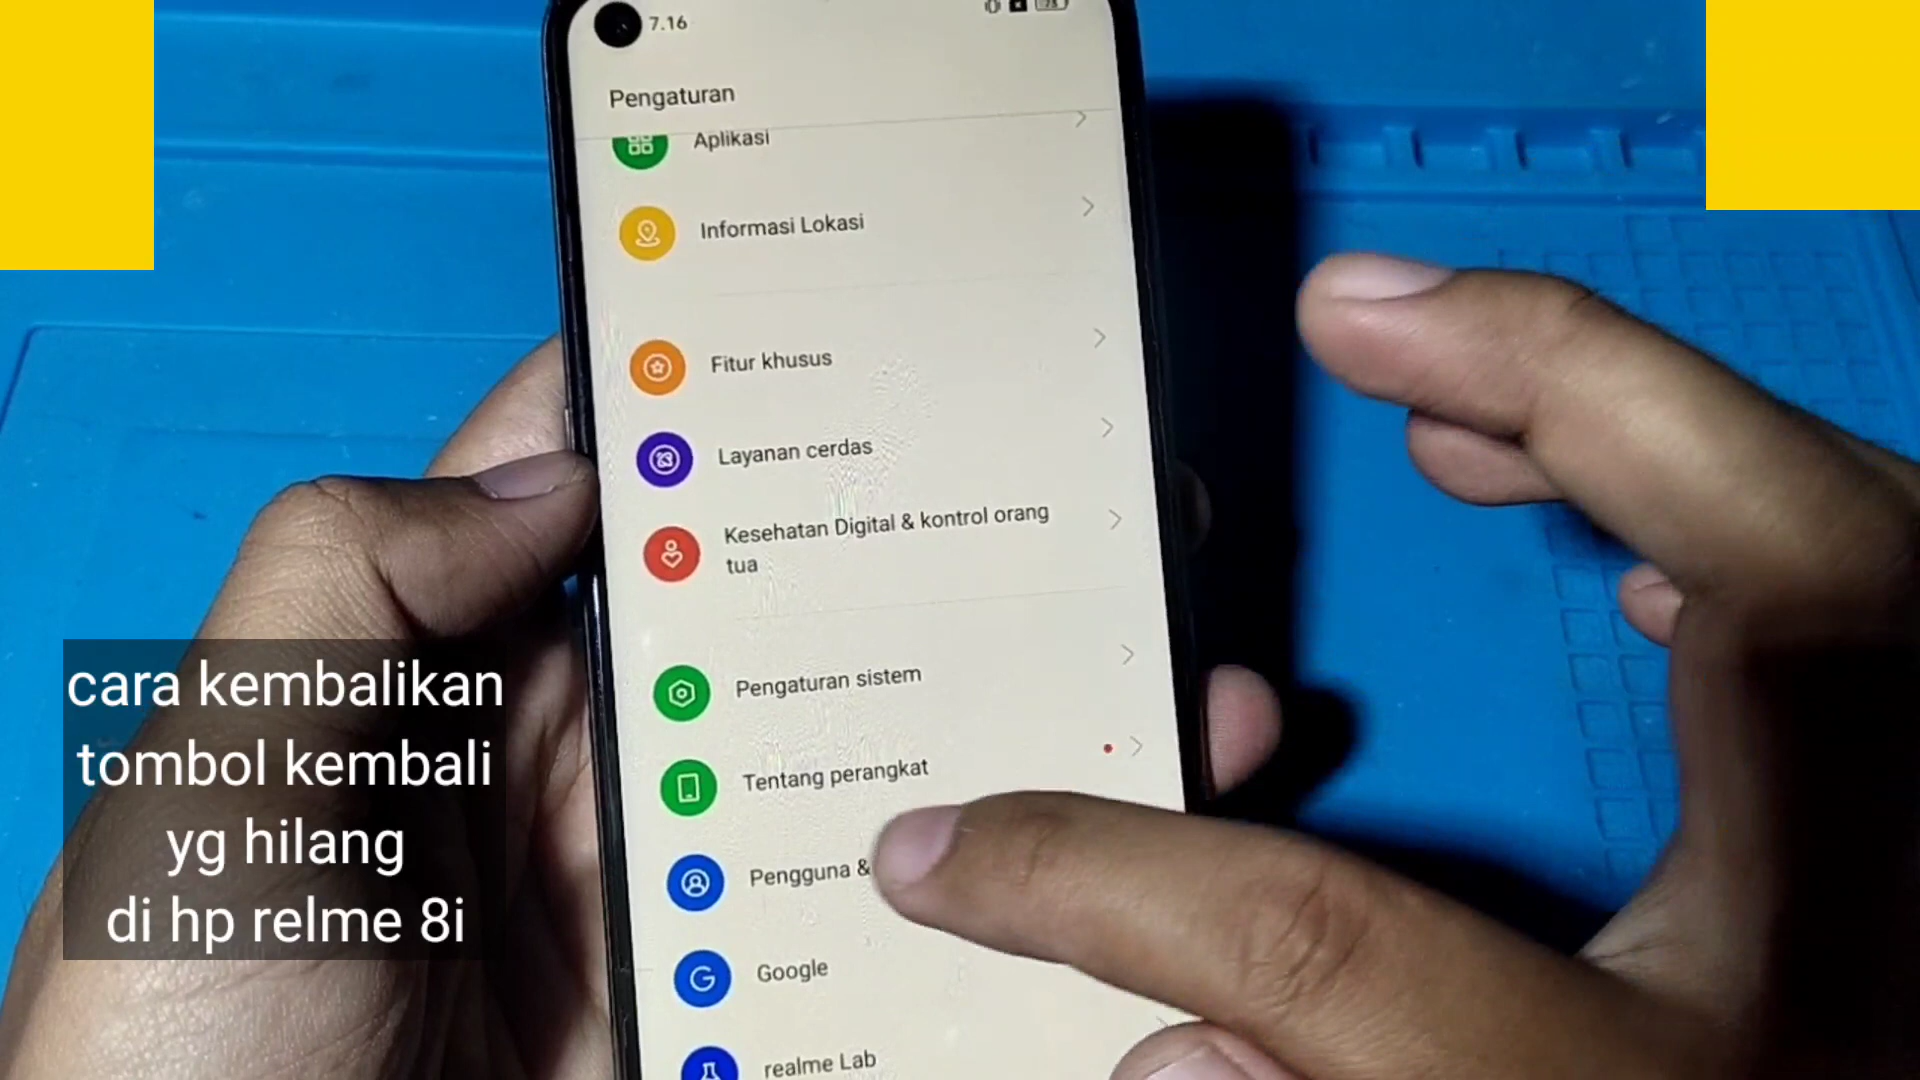 7.16
Pengaturan
Aplikasi
Informasi Lokasi
Fitur khusus
Layanan cerdas
Kesehatan Digital & kontrol orang
tua
Pengaturan sistem
Tentang perangkat
Pengguna &
Google
realme Lab
cara kembalikan
tombol kembali
yg hilang
di hp relme 8i